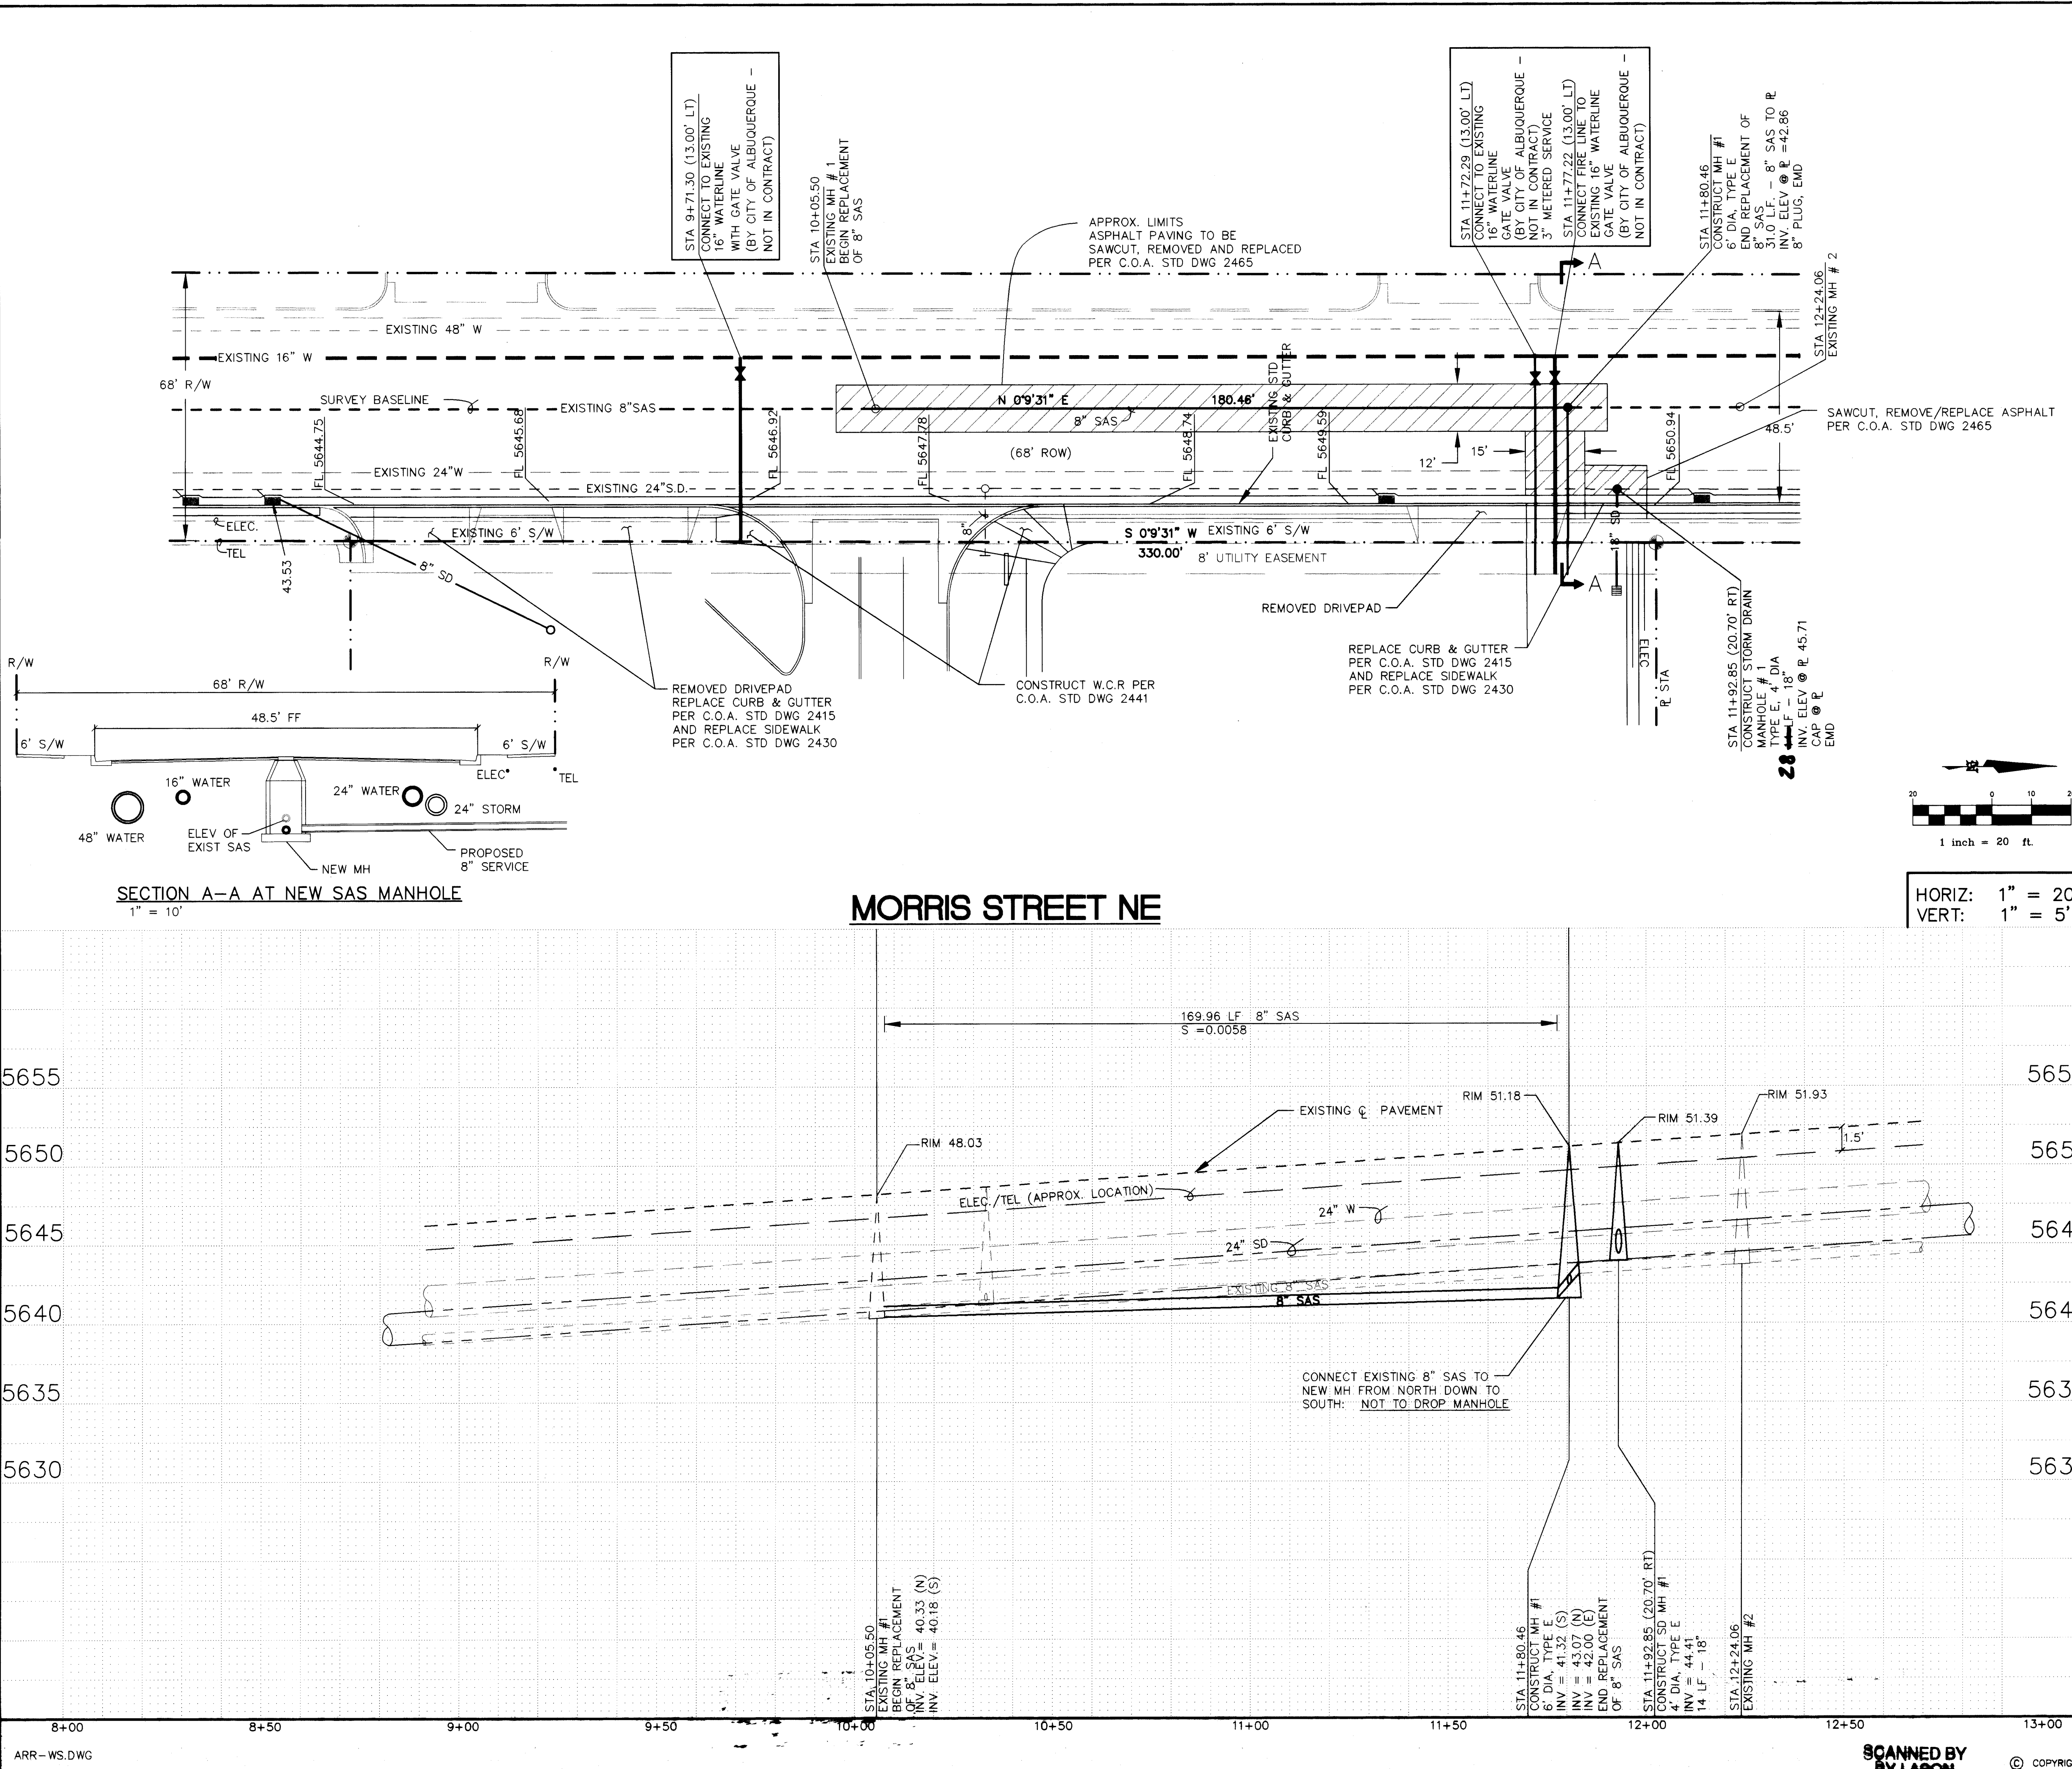 STA 9+71.30 (13.00' LT)
CONNECT TO EXISTING
16" WATERLINE
WITH GATE VALVE
(BY CITY OF ALBUQUERQUE –
NOT IN CONTRACT)
STA 10+05.50
EXISTING MH # 1
BEGIN REPLACEMENT
OF 8" SAS
APPROX. LIMITS
ASPHALT PAVING TO BE
SAWCUT, REMOVED AND REPLACED
PER C.O.A. STD DWG 2465
STA 11+72.29 (13.00' LT)
CONNECT TO EXISTING
16" WATERLINE
GATE VALVE
(BY CITY OF ALBUQUERQUE –
NOT IN CONTRACT)
3" METERED SERVICE
STA 11+77.22 (13.00' LT)
CONNECT FIRE LINE TO
EXISTING 16" WATERLINE
GATE VALVE
(BY CITY OF ALBUQUERQUE –
NOT IN CONTRACT)
STA 11+80.46
CONSTRUCT MH #1
6' DIA, TYPE E
END REPLACEMENT OF
8" SAS
31.0 L.F. – 8" SAS TO ℙL
INV. ELEV @ ℙL =42.86
8" PLUG, EMD
STA 12+24.06
EXISTING MH # 2
A
EXISTING 48" W
EXISTING 16" W
68' R/W
SURVEY BASELINE
EXISTING 8"SAS
N 0°9'31" E
180.46'
8" SAS
EXISTING STD
CURB & GUTTER
SAWCUT, REMOVE/REPLACE ASPHALT
PER C.O.A. STD DWG 2465
48.5'
FL 5644.75
FL 5645.68
FL 5646.92
FL 5647.78
(68' ROW)
FL 5648.74
FL 5649.59
12'
15'
FL 5650.94
EXISTING 24"W
EXISTING 24"S.D.
ELEC.
TEL
EXISTING 6' S/W
8"
S 0°9'31" W
330.00'
EXISTING 6' S/W
8' UTILITY EASEMENT
18" SD
43.53
8" SD
A
REMOVED DRIVEPAD
REMOVED DRIVEPAD
REPLACE CURB & GUTTER
PER C.O.A. STD DWG 2415
AND REPLACE SIDEWALK
PER C.O.A. STD DWG 2430
CONSTRUCT W.C.R PER
C.O.A. STD DWG 2441
REPLACE CURB & GUTTER
PER C.O.A. STD DWG 2415
AND REPLACE SIDEWALK
PER C.O.A. STD DWG 2430
ELEC
ℙL STA
STA 11+92.85 (20.70' RT)
CONSTRUCT STORM DRAIN
MANHOLE # 1
TYPE E, 4' DIA
28 LF – 18"
INV. ELEV @ ℙL 45.71
CAP @ ℙL
EMD
R/W
R/W
68' R/W
48.5' FF
6' S/W
6' S/W
ELEC
TEL
16" WATER
24" WATER
24" STORM
48" WATER
ELEV OF
EXIST SAS
PROPOSED
8" SERVICE
NEW MH
SECTION A–A AT NEW SAS MANHOLE
1" = 10'
20 0 10
1 inch = 20 ft.
MORRIS STREET NE
HORIZ: 1" = 20
VERT: 1" = 5'
169.96 LF 8" SAS
S =0.0058
5655
565
EXISTING ℄ PAVEMENT
RIM 51.18
RIM 51.39
RIM 51.93
RIM 48.03
1.5'
5650
565
ELEC./TEL (APPROX. LOCATION)
24" W
24" SD
5645
564
EXISTING 8" SAS
8" SAS
5640
564
CONNECT EXISTING 8" SAS TO
NEW MH FROM NORTH DOWN TO
SOUTH: NOT TO DROP MANHOLE
5635
563
5630
563
STA 10+05.50
EXISTING MH #1
BEGIN REPLACEMENT
OF 8" SAS
INV. ELEV.= 40.33 (N)
INV. ELEV.= 40.18 (S)
STA 11+80.46
CONSTRUCT MH #1
6' DIA, TYPE E
INV = 41.32 (S)
INV = 43.07 (N)
INV = 42.00 (E)
END REPLACEMENT
OF 8" SAS
STA 11+92.85 (20.70' RT)
CONSTRUCT SD MH #1
4' DIA, TYPE E
INV = 44.41
14 LF – 18"
STA 12+24.06
EXISTING MH #2
8+00
8+50
9+00
9+50
10+00
10+50
11+00
11+50
12+00
12+50
13+00
ARR–WS.DWG
SCANNED BY
BY LASON
© COPYRIG